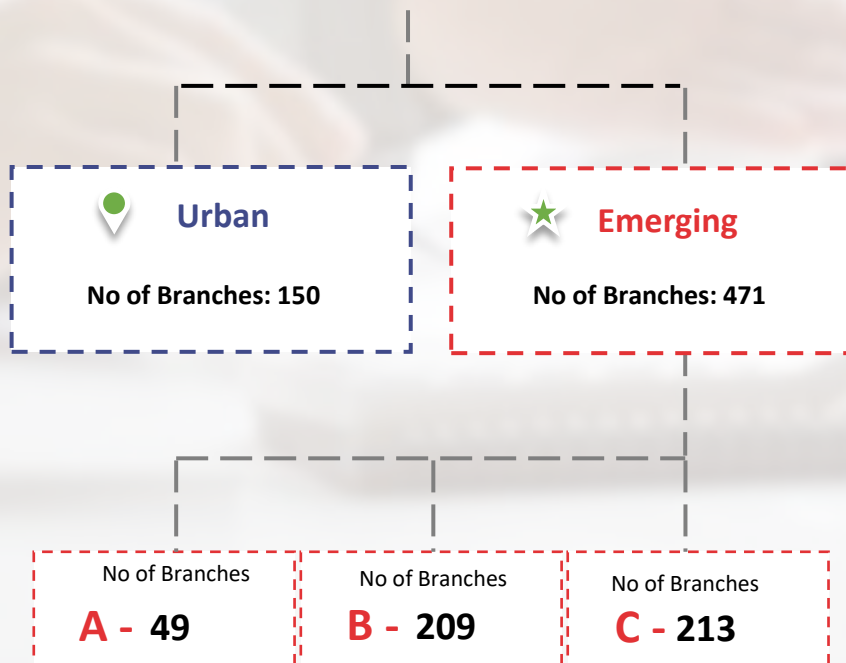 Urban
No of Branches: 150
Emerging
No of Branches: 471
No of Branches
A - 49
No of Branches
B - 209
No of Branches
C - 213